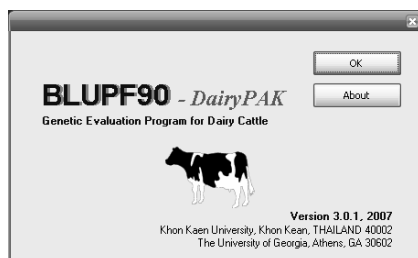 BLUPF90 - DairyPAK
Genetic Evaluation Program for Dairy Cattle
OK
About
Version 3.0.1, 2007
Khon Kaen University, Khon Kean, THAILAND 40002
The University of Georgia, Athens, GA 30602